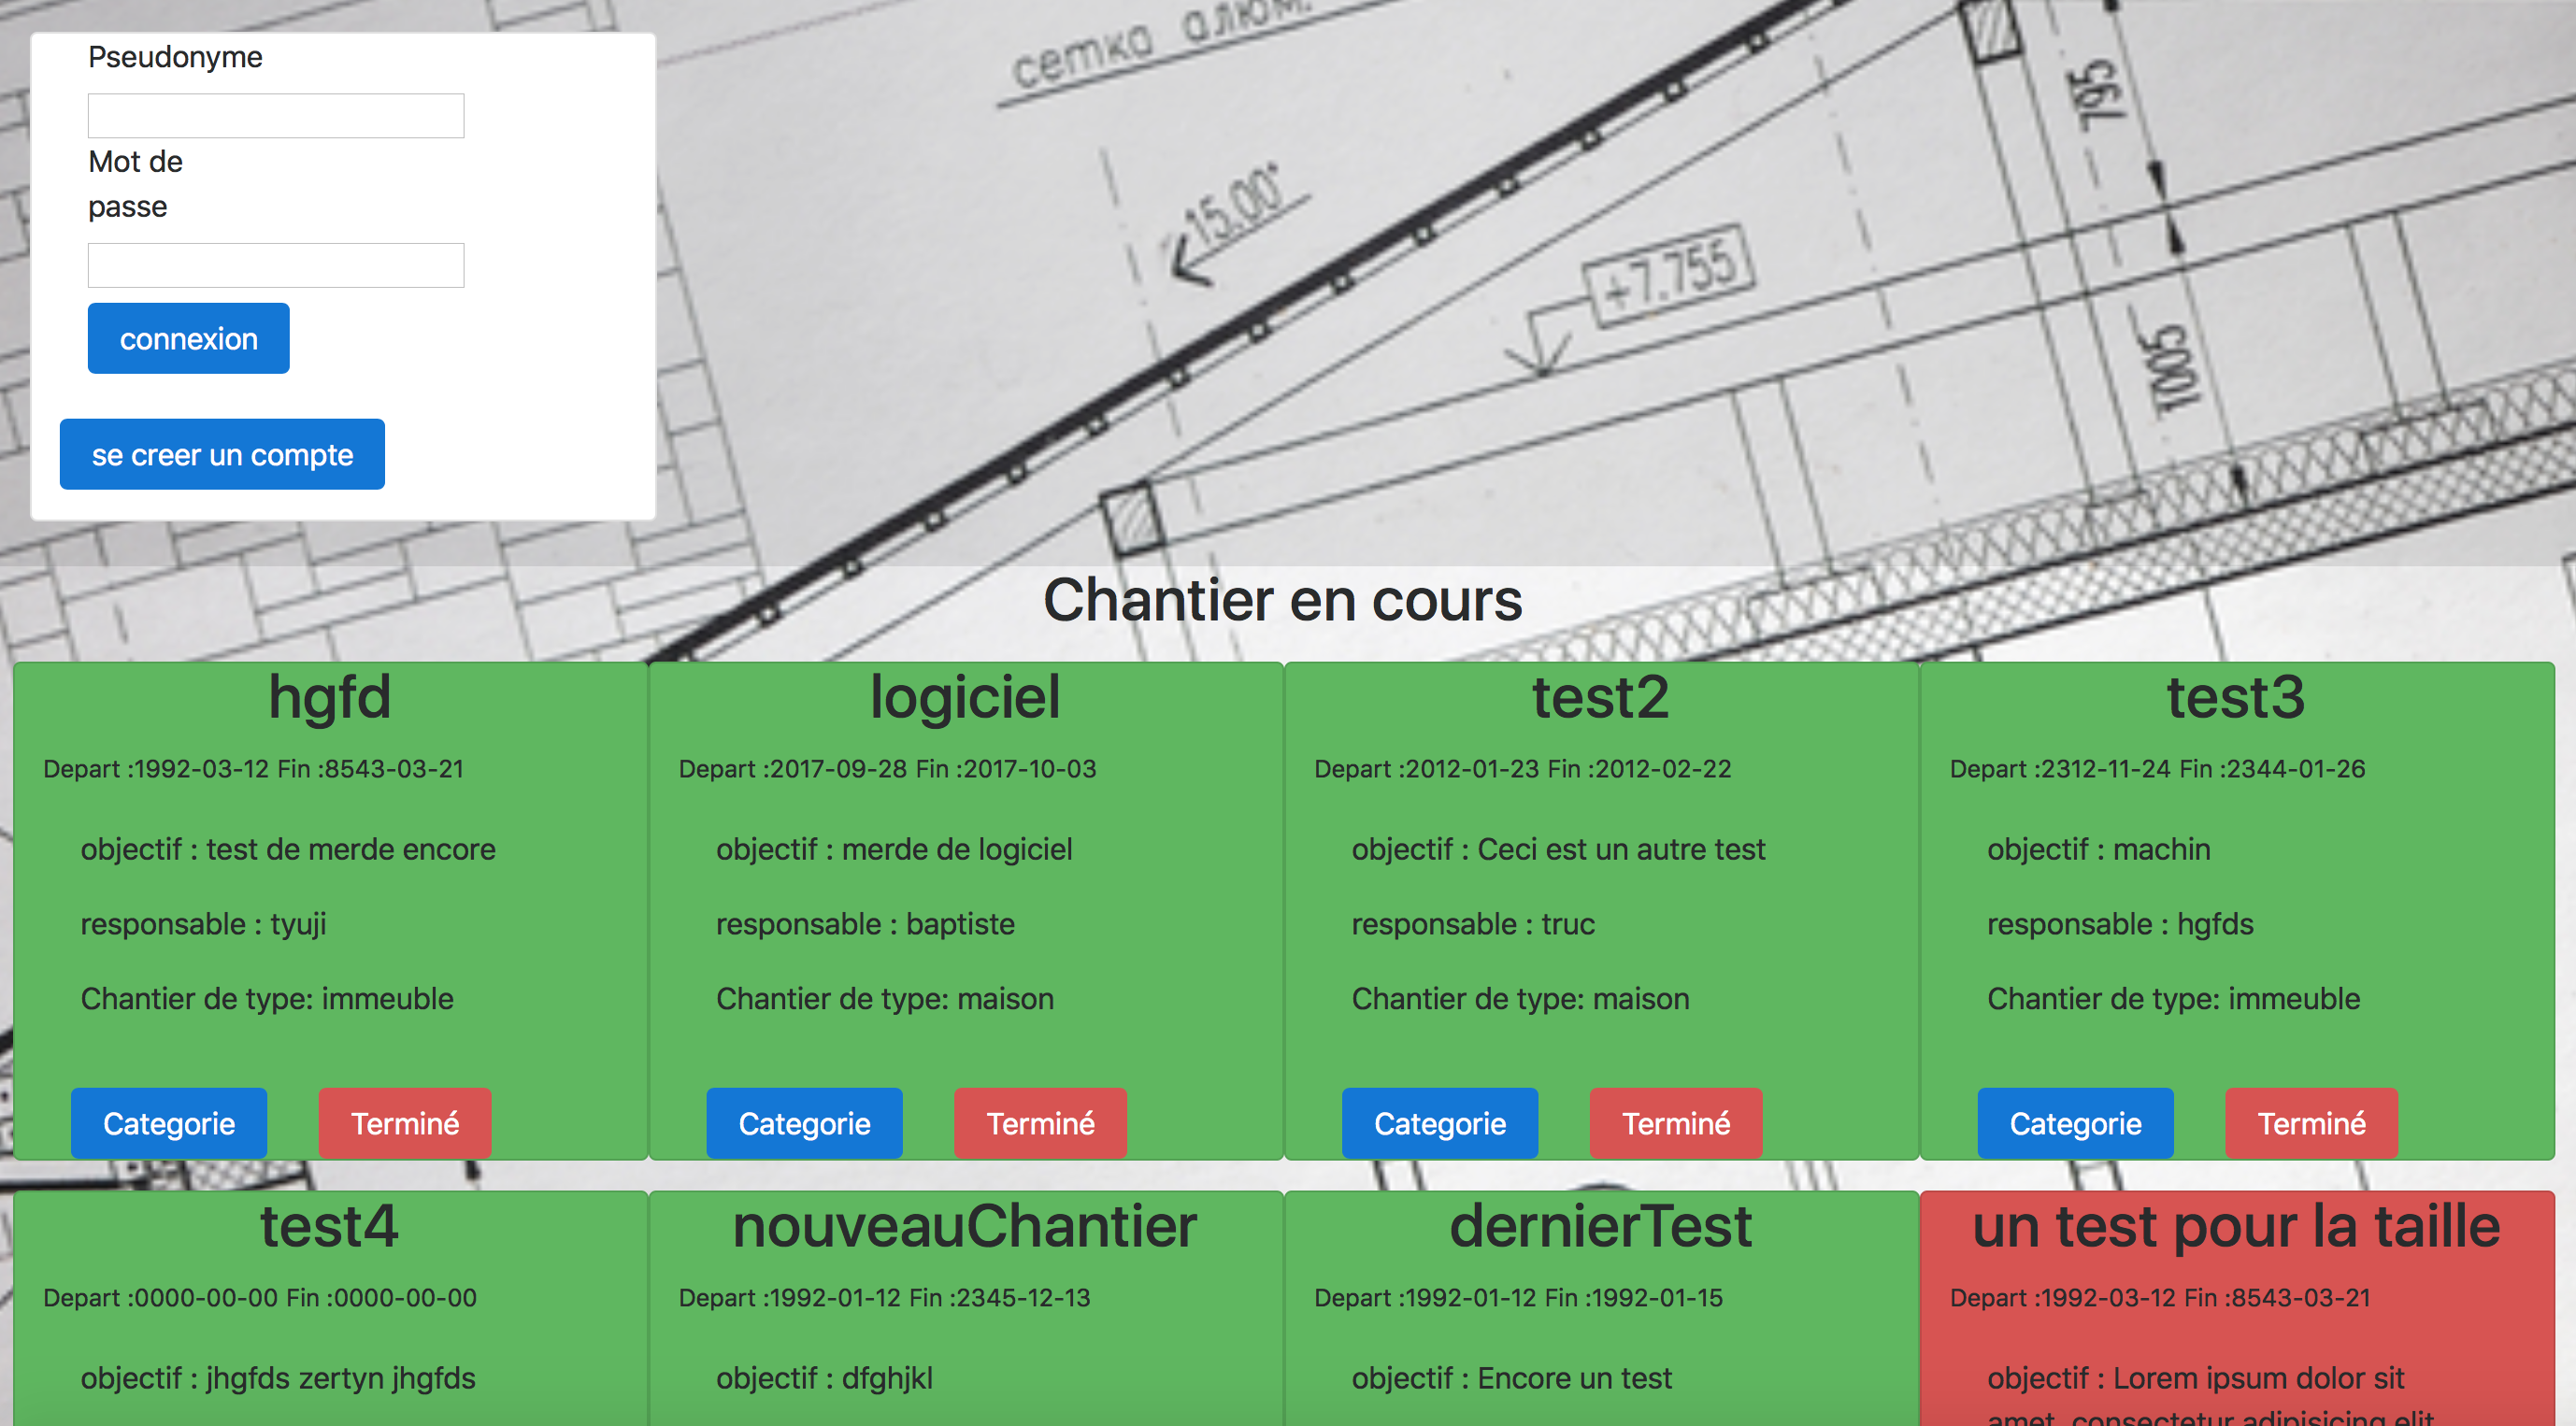 Pseudonyme
сетка алюм.
795
Mot de
passe
15.00°
+7.755
connexion
1005
se creer un compte
Chantier en cours
hgfd
Depart :1992-03-12 Fin :8543-03-21
objectif : test de merde encore
responsable : tyuji
Chantier de type: immeuble
Categorie
Terminé
logiciel
Depart :2017-09-28 Fin :2017-10-03
objectif : merde de logiciel
responsable : baptiste
Chantier de type: maison
Categorie
Terminé
test2
Depart :2012-01-23 Fin :2012-02-22
objectif : Ceci est un autre test
responsable : truc
Chantier de type: maison
Categorie
Terminé
test3
Depart :2312-11-24 Fin :2344-01-26
objectif : machin
responsable : hgfds
Chantier de type: immeuble
Categorie
Terminé
test4
Depart :0000-00-00 Fin :0000-00-00
objectif : jhgfds zertyn jhgfds
nouveauChantier
Depart :1992-01-12 Fin :2345-12-13
objectif : dfghjkl
dernierTest
Depart :1992-01-12 Fin :1992-01-15
objectif : Encore un test
un test pour la taille
Depart :1992-03-12 Fin :8543-03-21
objectif : Lorem ipsum dolor sit
amet, consectetur adipisicing elit